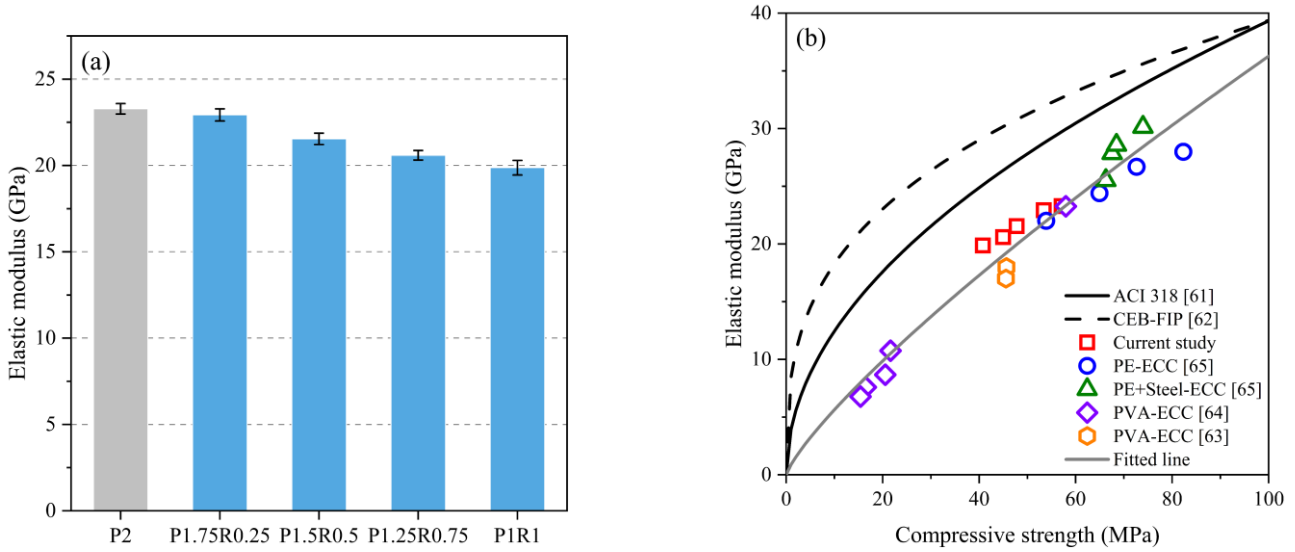 (a)
Elastic modulus (GPa)
25
20
15
10
5
0
P2 P1.75R0.25 P1.5R0.5 P1.25R0.75 P1R1
(b)
Elastic modulus (GPa)
40
30
20
10
0
0 20 40 60 80 100
Compressive strength (MPa)
ACI 318 [61]
CEB-FIP [62]
Current study
PE-ECC [65]
PE+Steel-ECC [65]
PVA-ECC [64]
PVA-ECC [63]
Fitted line